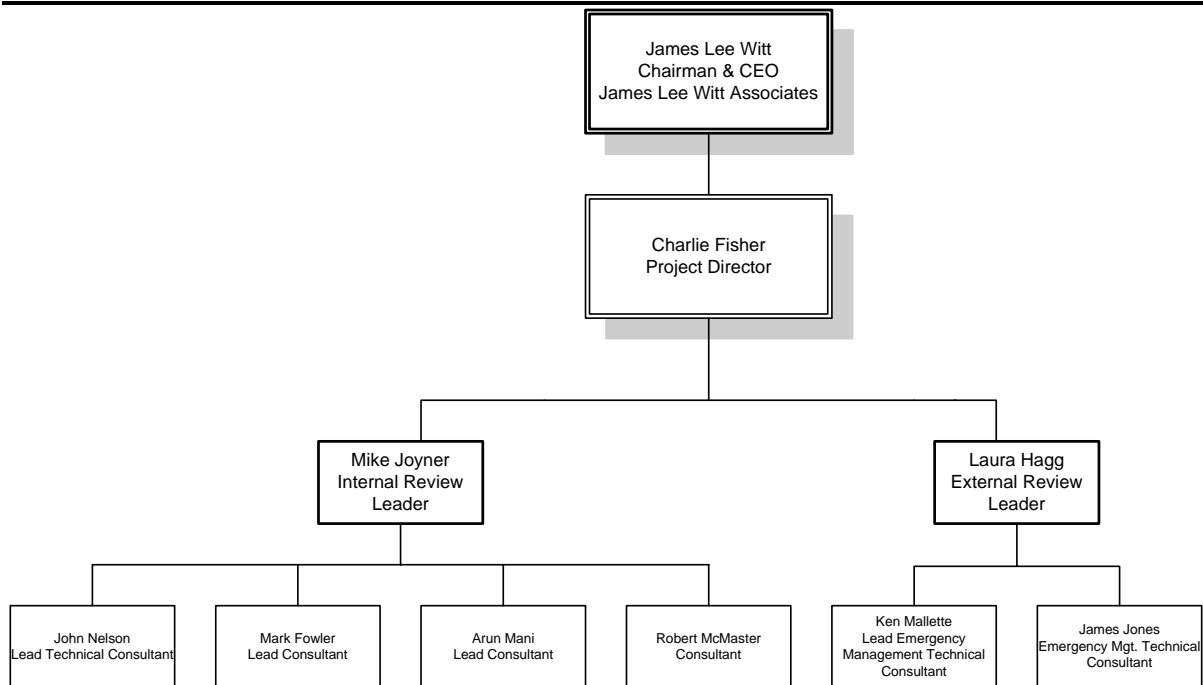 James Lee Witt
Chairman & CEO
James Lee Witt Associates
Charlie Fisher
Project Director
Mike Joyner
Internal Review
Leader
Laura Hagg
External Review
Leader
John Nelson
Lead Technical Consultant
Mark Fowler
Lead Consultant
Arun Mani
Lead Consultant
Robert McMaster
Consultant
Ken Mallette
Lead Emergency
Management Technical
Consultant
James Jones
Emergency Mgt. Technical
Consultant